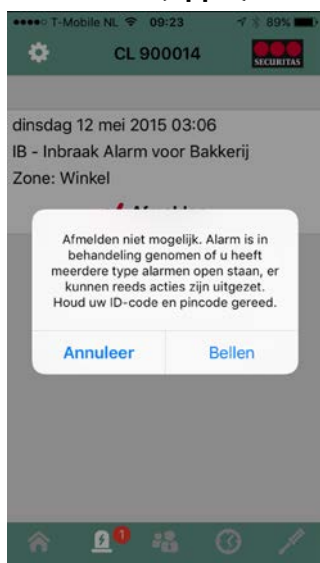 T-Mobile NL 09:23 89%
CL 900014
SECURITAS
dinsdag 12 mei 2015 03:06
IB - Inbraak Alarm voor Bakkerij
Zone: Winkel
Afmelden niet mogelijk. Alarm is in
behandeling genomen of u heeft
meerdere type alarmen open staan, er
kunnen reeds acties zijn uitgezet.
Houd uw ID-code en pincode gereed.
Annuleer Bellen
1